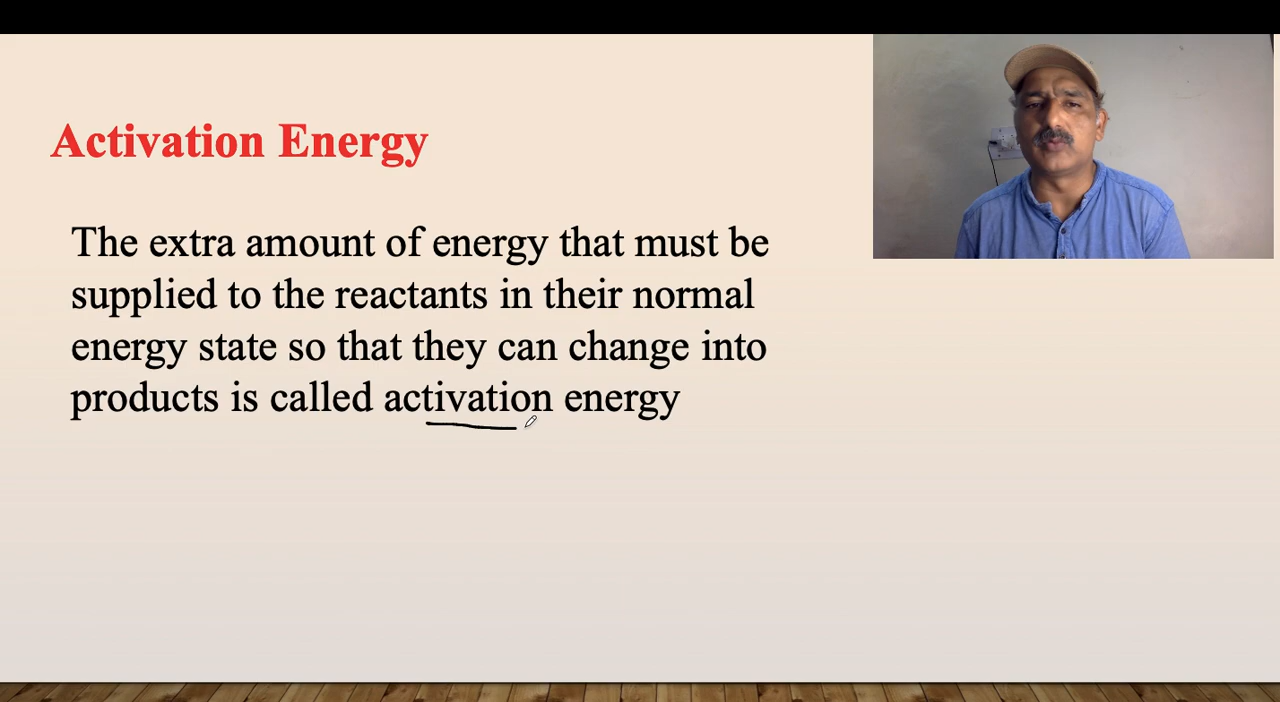 Activation Energy
The extra amount of energy that must be
supplied to the reactants in their normal
energy state so that they can change into
products is called activation energy